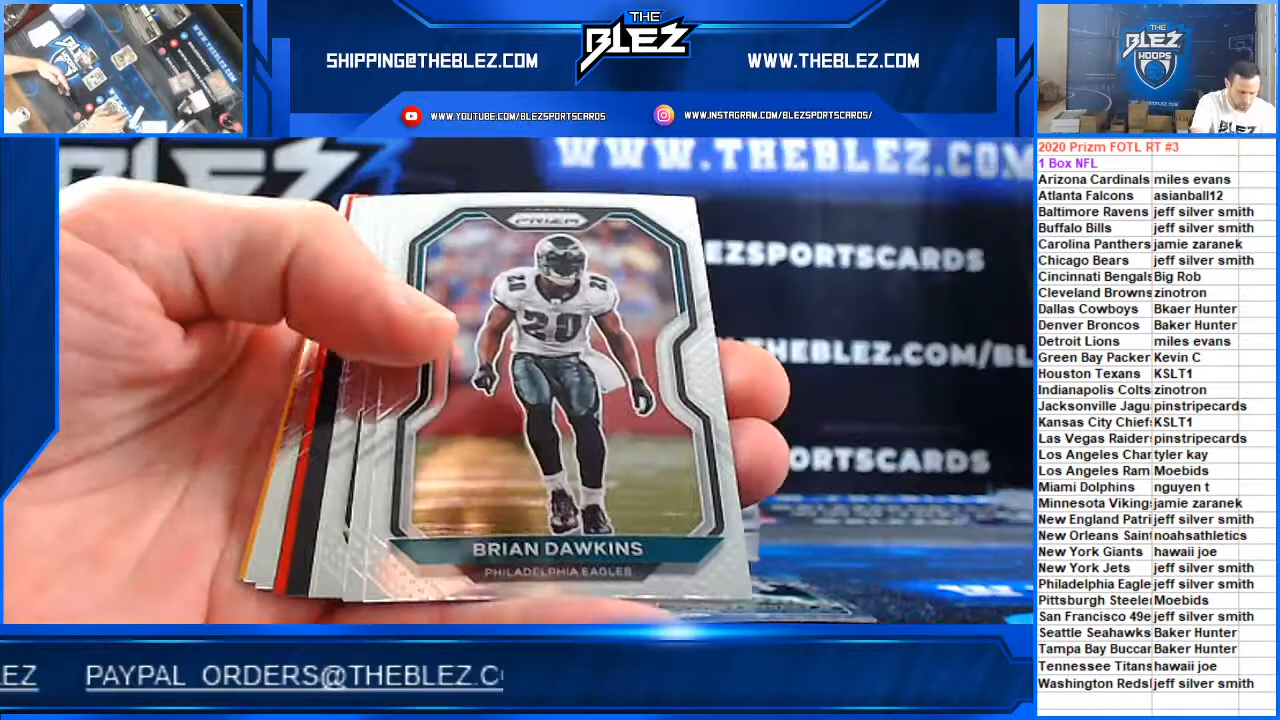 THE
BLEZ
SHIPPING@THEBLEZ.COM
WWW.THEBLEZ.COM
WWW.YOUTUBE.COM/BLEZSPORTSCARDS
WWW.INSTAGRAM.COM/BLEZSPORTSCARDS/
THE
BLEZ
HOOPS
WWW.THEBLEZ.COM
EZSPORTSCARDS
HEBLEZ.COM/BL
ORTSCARDS
PRIZM
20
BRIAN DAWKINS
PHILADELPHIA EAGLES
2020 Prizm FOTL RT #3
1 Box NFL
Arizona Cardinals miles evans
Atlanta Falcons asianball12
Baltimore Ravens jeff silver smith
Buffalo Bills jeff silver smith
Carolina Panthers jamie zaranek
Chicago Bears jeff silver smith
Cincinnati Bengals Big Rob
Cleveland Browns zinotron
Dallas Cowboys Bkaer Hunter
Denver Broncos Baker Hunter
Detroit Lions miles evans
Green Bay Packer Kevin C
Houston Texans KSLT1
Indianapolis Colts zinotron
Jacksonville Jagu pinstripecards
Kansas City Chiefs KSLT1
Las Vegas Raiders pinstripecards
Los Angeles Char tyler kay
Los Angeles Ram Moebids
Miami Dolphins nguyen t
Minnesota Viking jamie zaranek
New England Patri jeff silver smith
New Orleans Saint noahsathletics
New York Giants hawaii joe
New York Jets jeff silver smith
Philadelphia Eagle jeff silver smith
Pittsburgh Steeler Moebids
San Francisco 49e jeff silver smith
Seattle Seahawks Baker Hunter
Tampa Bay Buccan Baker Hunter
Tennessee Titans hawaii joe
Washington Reds jeff silver smith
EZ PAYPAL ORDERS@THEBLEZ.C